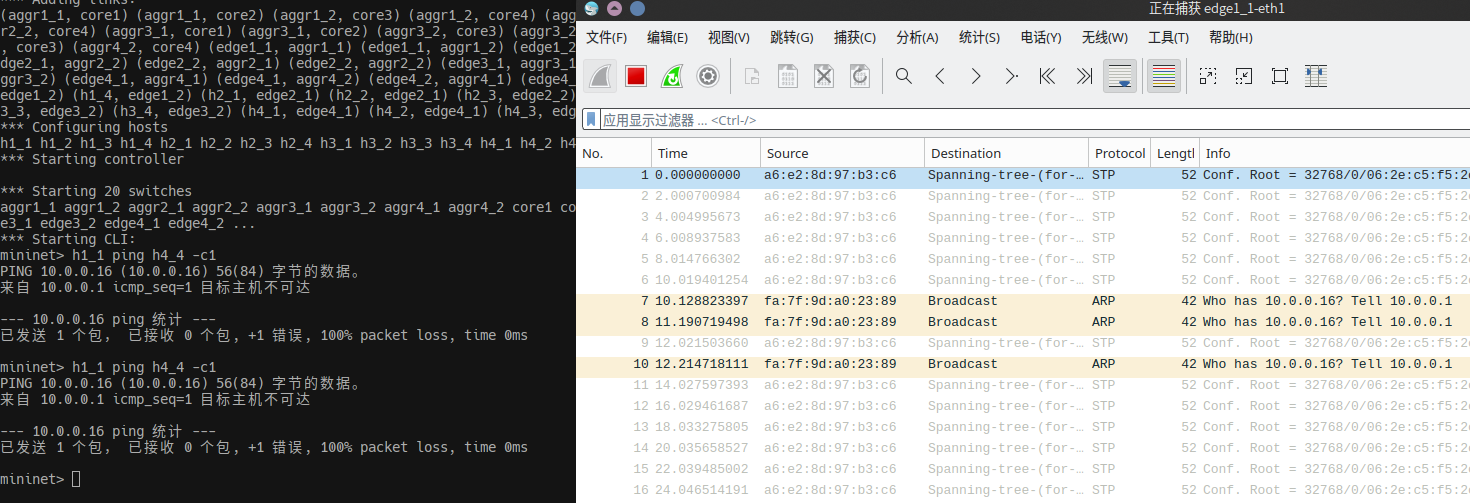 *** Adding links:
(aggr1_1, core1) (aggr1_1, core2) (aggr1_2, core3) (aggr1_2, core4) (aggr
r2_2, core4) (aggr3_1, core1) (aggr3_1, core2) (aggr3_2, core3) (aggr3_2
, core3) (aggr4_2, core4) (edge1_1, aggr1_1) (edge1_1, aggr1_2) (edge1_2
dge2_1, aggr2_2) (edge2_2, aggr2_1) (edge2_2, aggr2_2) (edge3_1, aggr3_1
ggr3_2) (edge4_1, aggr4_1) (edge4_1, aggr4_2) (edge4_2, aggr4_1) (edge4_
edge1_2) (h1_4, edge1_2) (h2_1, edge2_1) (h2_2, edge2_1) (h2_3, edge2_2)
3_3, edge3_2) (h3_4, edge3_2) (h4_1, edge4_1) (h4_2, edge4_1) (h4_3, edg
*** Configuring hosts
h1_1 h1_2 h1_3 h1_4 h2_1 h2_2 h2_3 h2_4 h3_1 h3_2 h3_3 h3_4 h4_1 h4_2 h4
*** Starting controller
*** Starting 20 switches
aggr1_1 aggr1_2 aggr2_1 aggr2_2 aggr3_1 aggr3_2 aggr4_1 aggr4_2 core1 co
e3_1 edge3_2 edge4_1 edge4_2 ...
*** Starting CLI:
mininet> h1_1 ping h4_4 -c1
PING 10.0.0.16 (10.0.0.16) 56(84) 字节的数据。
来自 10.0.0.1 icmp_seq=1 目标主机不可达
--- 10.0.0.16 ping 统计 ---
已发送 1 个包， 已接收 0 个包, +1 错误, 100% packet loss, time 0ms
mininet> h1_1 ping h4_4 -c1
PING 10.0.0.16 (10.0.0.16) 56(84) 字节的数据。
来自 10.0.0.1 icmp_seq=1 目标主机不可达
--- 10.0.0.16 ping 统计 ---
已发送 1 个包， 已接收 0 个包, +1 错误, 100% packet loss, time 0ms
mininet>
正在捕获 edge1_1-eth1
文件(F) 编辑(E) 视图(V) 跳转(G) 捕获(C) 分析(A) 统计(S) 电话(Y) 无线(W) 工具(T) 帮助(H)
应用显示过滤器 … <Ctrl-/>
No. Time Source Destination Protocol Lengtl Info
1 0.000000000 a6:e2:8d:97:b3:c6 Spanning-tree-(for-… STP 52 Conf. Root = 32768/0/06:2e:c5:f5:2e
2 2.000700984 a6:e2:8d:97:b3:c6 Spanning-tree-(for-… STP 52 Conf. Root = 32768/0/06:2e:c5:f5:2e
3 4.004995673 a6:e2:8d:97:b3:c6 Spanning-tree-(for-… STP 52 Conf. Root = 32768/0/06:2e:c5:f5:2e
4 6.008937583 a6:e2:8d:97:b3:c6 Spanning-tree-(for-… STP 52 Conf. Root = 32768/0/06:2e:c5:f5:2e
5 8.014766302 a6:e2:8d:97:b3:c6 Spanning-tree-(for-… STP 52 Conf. Root = 32768/0/06:2e:c5:f5:2e
6 10.019401254 a6:e2:8d:97:b3:c6 Spanning-tree-(for-… STP 52 Conf. Root = 32768/0/06:2e:c5:f5:2e
7 10.128823397 fa:7f:9d:a0:23:89 Broadcast ARP 42 Who has 10.0.0.16? Tell 10.0.0.1
8 11.190719498 fa:7f:9d:a0:23:89 Broadcast ARP 42 Who has 10.0.0.16? Tell 10.0.0.1
9 12.021503660 a6:e2:8d:97:b3:c6 Spanning-tree-(for-… STP 52 Conf. Root = 32768/0/06:2e:c5:f5:2e
10 12.214718111 fa:7f:9d:a0:23:89 Broadcast ARP 42 Who has 10.0.0.16? Tell 10.0.0.1
11 14.027597393 a6:e2:8d:97:b3:c6 Spanning-tree-(for-… STP 52 Conf. Root = 32768/0/06:2e:c5:f5:2e
12 16.029461687 a6:e2:8d:97:b3:c6 Spanning-tree-(for-… STP 52 Conf. Root = 32768/0/06:2e:c5:f5:2e
13 18.033275805 a6:e2:8d:97:b3:c6 Spanning-tree-(for-… STP 52 Conf. Root = 32768/0/06:2e:c5:f5:2e
14 20.035658527 a6:e2:8d:97:b3:c6 Spanning-tree-(for-… STP 52 Conf. Root = 32768/0/06:2e:c5:f5:2e
15 22.039485002 a6:e2:8d:97:b3:c6 Spanning-tree-(for-… STP 52 Conf. Root = 32768/0/06:2e:c5:f5:2e
16 24.046514191 a6:e2:8d:97:b3:c6 Spanning-tree-(for-… STP 52 Conf. Root = 32768/0/06:2e:c5:f5:2e